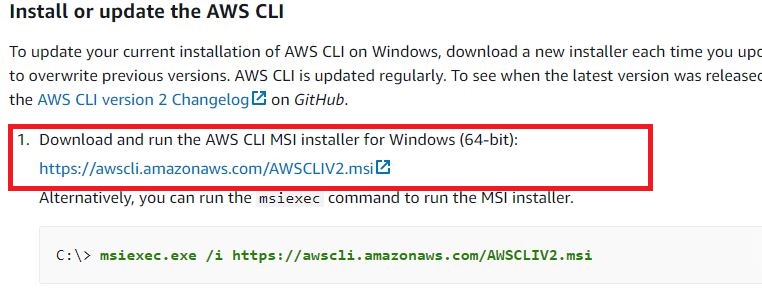 Install or update the AWS CLI
To update your current installation of AWS CLI on Windows, download a new installer each time you
to overwrite previous versions. AWS CLI is updated regularly. To see when the latest version was released
the AWS CLI version 2 Changelog on GitHub.
1. Download and run the AWS CLI MSI installer for Windows (64-bit):
https://awscli.amazonaws.com/AWSCLIV2.msi
Alternatively, you can run the msiexec command to run the MSI installer.
C:\> msiexec.exe /i https://awscli.amazonaws.com/AWSCLIV2.msi